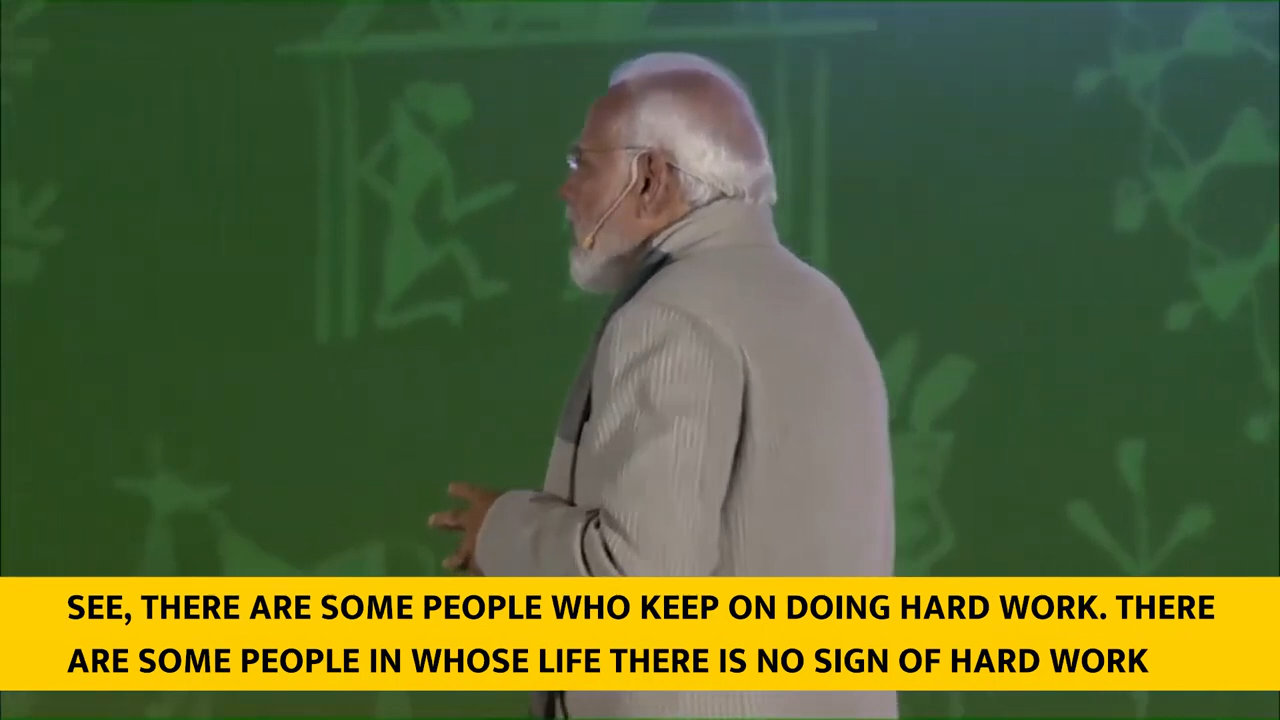 SEE, THERE ARE SOME PEOPLE WHO KEEP ON DOING HARD WORK. THERE
ARE SOME PEOPLE IN WHOSE LIFE THERE IS NO SIGN OF HARD WORK